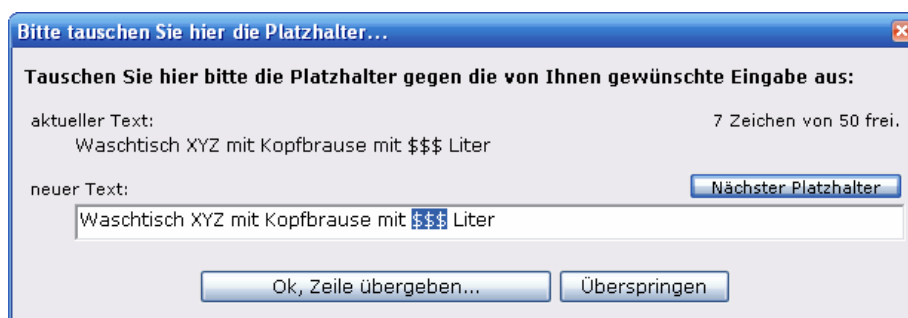 Bitte tauschen Sie hier die Platzhalter...
Tauschen Sie hier bitte die Platzhalter gegen die von Ihnen gewünschte Eingabe aus:
aktueller Text:
7 Zeichen von 50 frei.
Waschtisch XYZ mit Kopfbrause mit $$$ Liter
neuer Text:
Nächster Platzhalter
Waschtisch XYZ mit Kopfbrause mit $$$ Liter
Ok, Zeile übergeben...
Überspringen